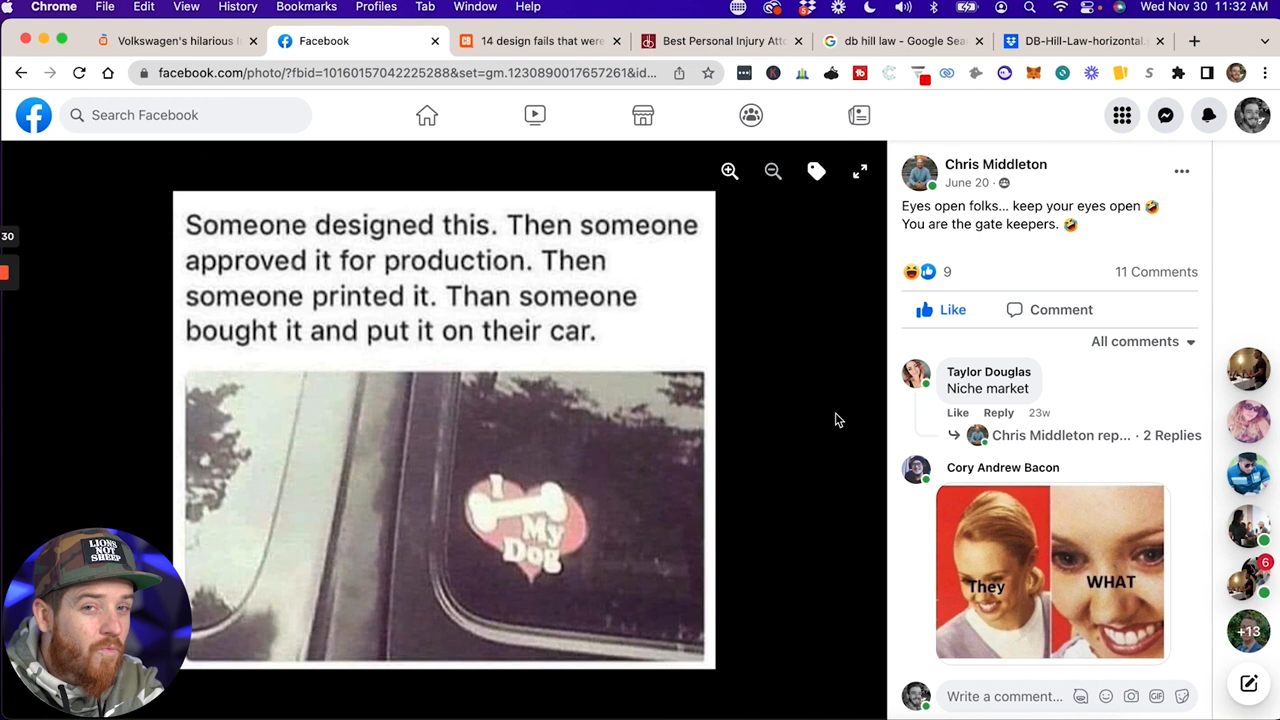 Chrome File Edit View History Bookmarks Profiles Tab Window Help Wed Nov 30 11:32 AM
Volkswagen's hilarious Facebook 14 design fails that were Best Personal Injury Att db hill law - Google Sea DB-Hill-Law-horizontal.
facebook.com/photo/?fbid=10160157042225288&set=gm.1230890017657261&id...
Search Facebook
Chris Middleton
June 20
Eyes open folks... keep your eyes open 🤣
You are the gate keepers. 🤣
9 11 Comments
Like Comment
All comments
Taylor Douglas
Niche market
Like Reply 23w
Chris Middleton rep... · 2 Replies
Cory Andrew Bacon
They WHAT
Write a comment...
GIF
6
+13
30
Someone designed this. Then someone
approved it for production. Then
someone printed it. Than someone
bought it and put it on their car.
I
My
Dog
LIONS
NOT
SHEEP